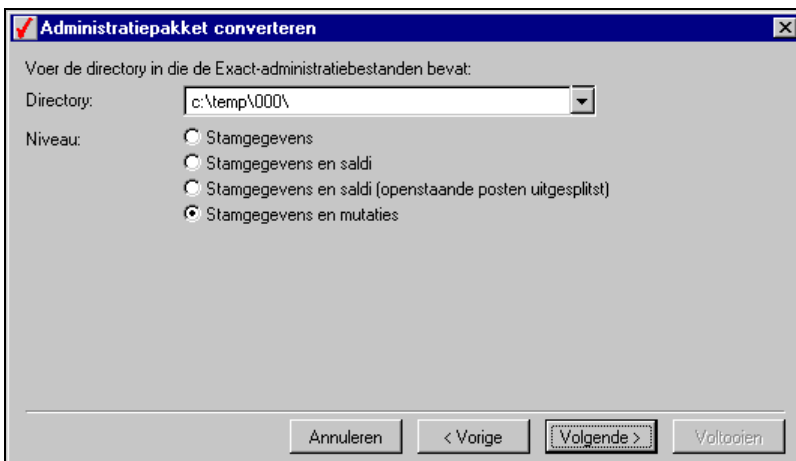 Administratiepakket converteren
Voer de directory in die de Exact-administratiebestanden bevat:
Directory: c:\temp\000\
Niveau: Stamgegevens
Stamgegevens en saldi
Stamgegevens en saldi (openstaande posten uitgesplitst)
Stamgegevens en mutaties
Annuleren < Vorige Volgende > Voltooien